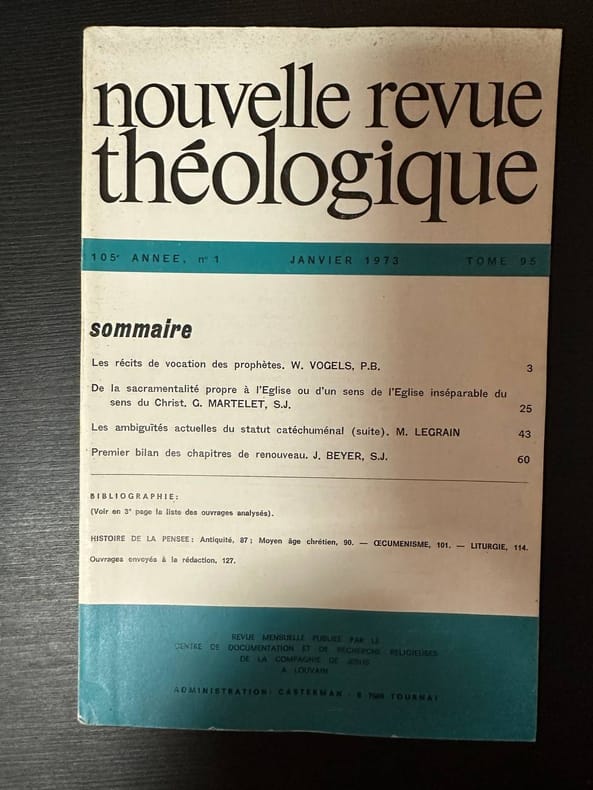 nouvelle revue
théologique
105e ANNEE, n° 1 JANVIER 1973 TOME 95
sommaire
Les récits de vocation des prophètes. W. VOGELS, P.B. 3
De la sacramentalité propre à l'Eglise ou d'un sens de l'Eglise inséparable du
sens du Christ. G. MARTELET, S.J. 25
Les ambiguïtés actuelles du statut catéchuménal (suite). M. LEGRAIN 43
Premier bilan des chapitres de renouveau. J. BEYER, S.J. 60
BIBLIOGRAPHIE:
(Voir en 3e page la liste des ouvrages analysés).
HISTOIRE DE LA PENSEE: Antiquité, 87; Moyen âge chrétien, 90. — ŒCUMENISME, 101. — LITURGIE, 114.
Ouvrages envoyés à la rédaction, 127.
REVUE MENSUELLE PUBLIEE PAR LE
CENTRE DE DOCUMENTATION ET DE RECHERCHE RELIGIEUSES
DE LA COMPAGNIE DE JESUS
A LOUVAIN
ADMINISTRATION: CASTERMAN - B 7500 TOURNAI